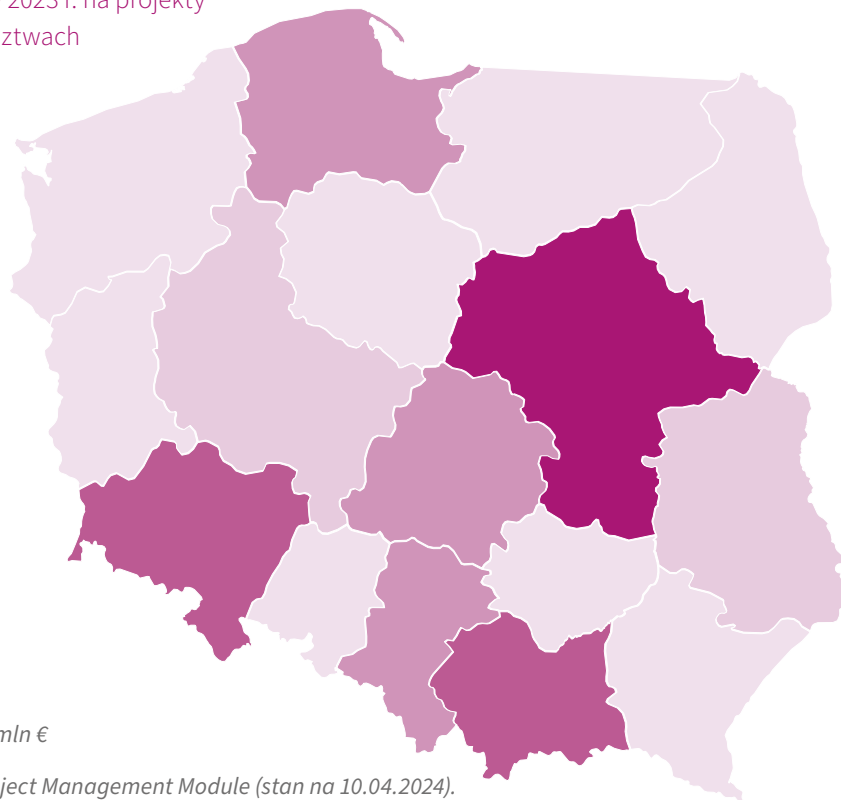 2023 r. na projekty
ztwach
mln €
ject Management Module (stan na 10.04.2024).